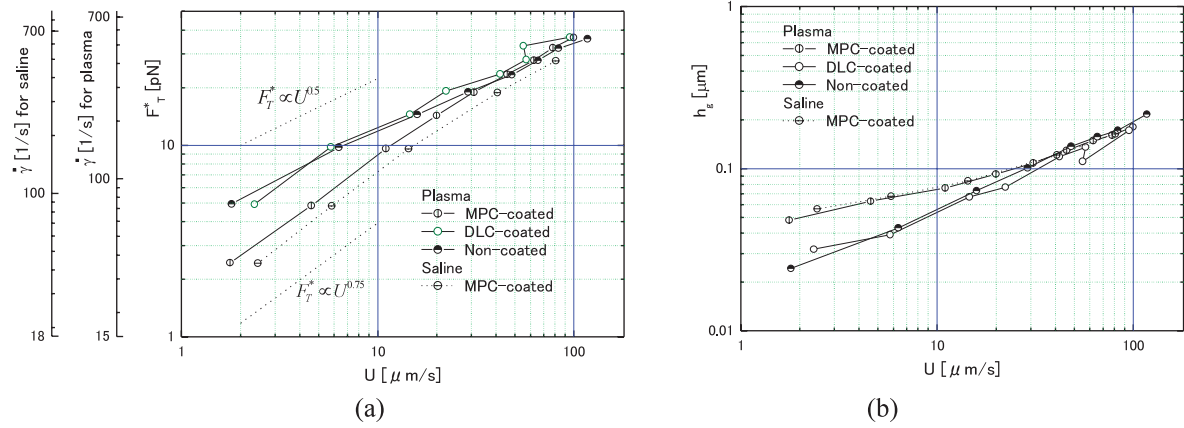 γ̇ [1/s] for saline
700
100
18
γ̇ [1/s] for plasma
700
100
15
F*T [pN]
10
1
F*T ∝U^0.5
F*T ∝U^0.75
Plasma
MPC-coated
DLC-coated
Non-coated
Saline
MPC-coated
1
10
100
U [ μ m/s]
(a)
hg [μm]
1
0.1
0.01
Plasma
MPC-coated
DLC-coated
Non-coated
Saline
MPC-coated
1
10
100
U [ μ m/s]
(b)